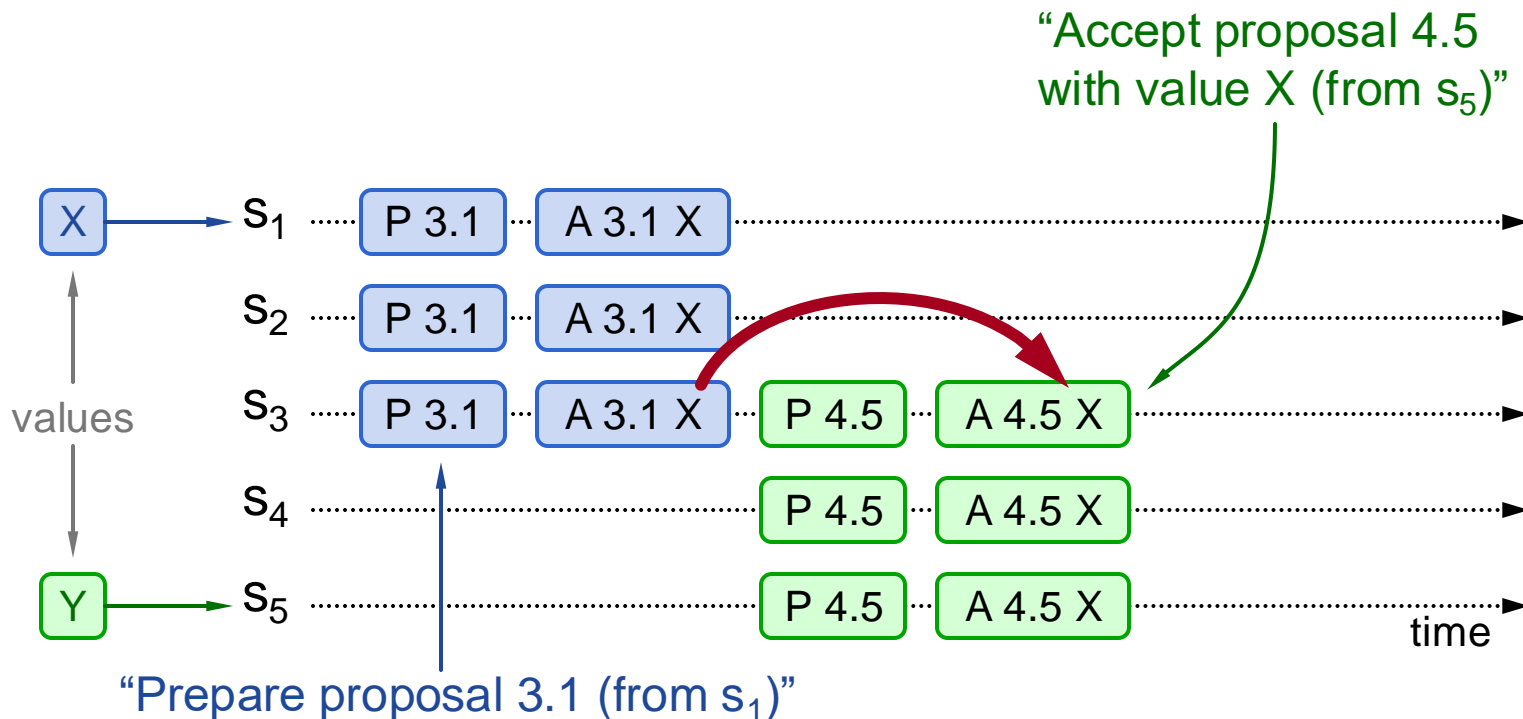 “Accept proposal 4.5
with value X (from s₅)”
X s₁ P 3.1 A 3.1 X
s₂ P 3.1 A 3.1 X
values s₃ P 3.1 A 3.1 X P 4.5 A 4.5 X
s₄ P 4.5 A 4.5 X
Y s₅ P 4.5 A 4.5 X
time
“Prepare proposal 3.1 (from s₁)”